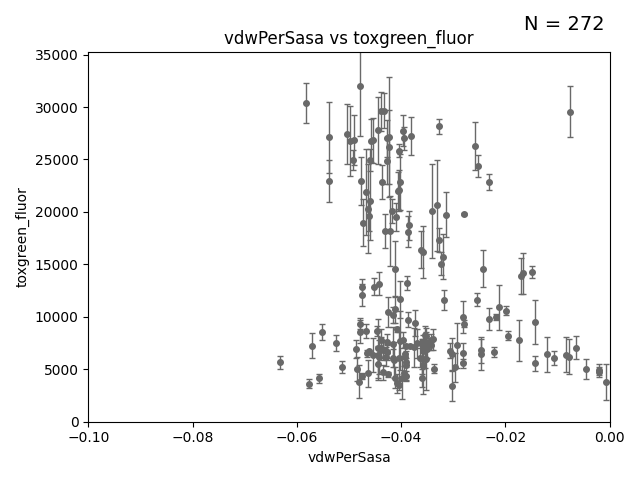 N = 272
vdwPerSasa vs toxgreen_fluor
35000
30000
25000
20000
15000
10000
5000
0
toxgreen_fluor
−0.10 −0.08 −0.06 −0.04 −0.02 0.00
vdwPerSasa